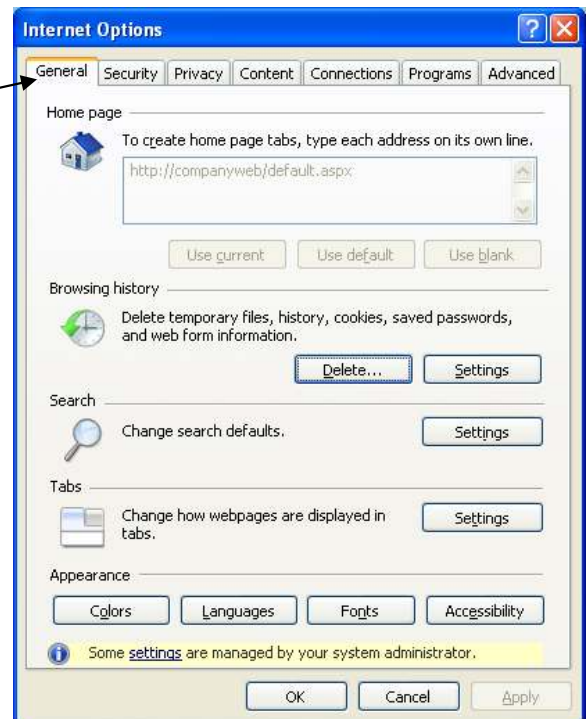 Internet Options
General Security Privacy Content Connections Programs Advanced
Home page
To create home page tabs, type each address on its own line.
http://companyweb/default.aspx
Use current Use default Use blank
Browsing history
Delete temporary files, history, cookies, saved passwords,
and web form information.
Delete... Settings
Search
Change search defaults. Settings
Tabs
Change how webpages are displayed in
tabs. Settings
Appearance
Colors Languages Fonts Accessibility
Some settings are managed by your system administrator.
OK Cancel Apply